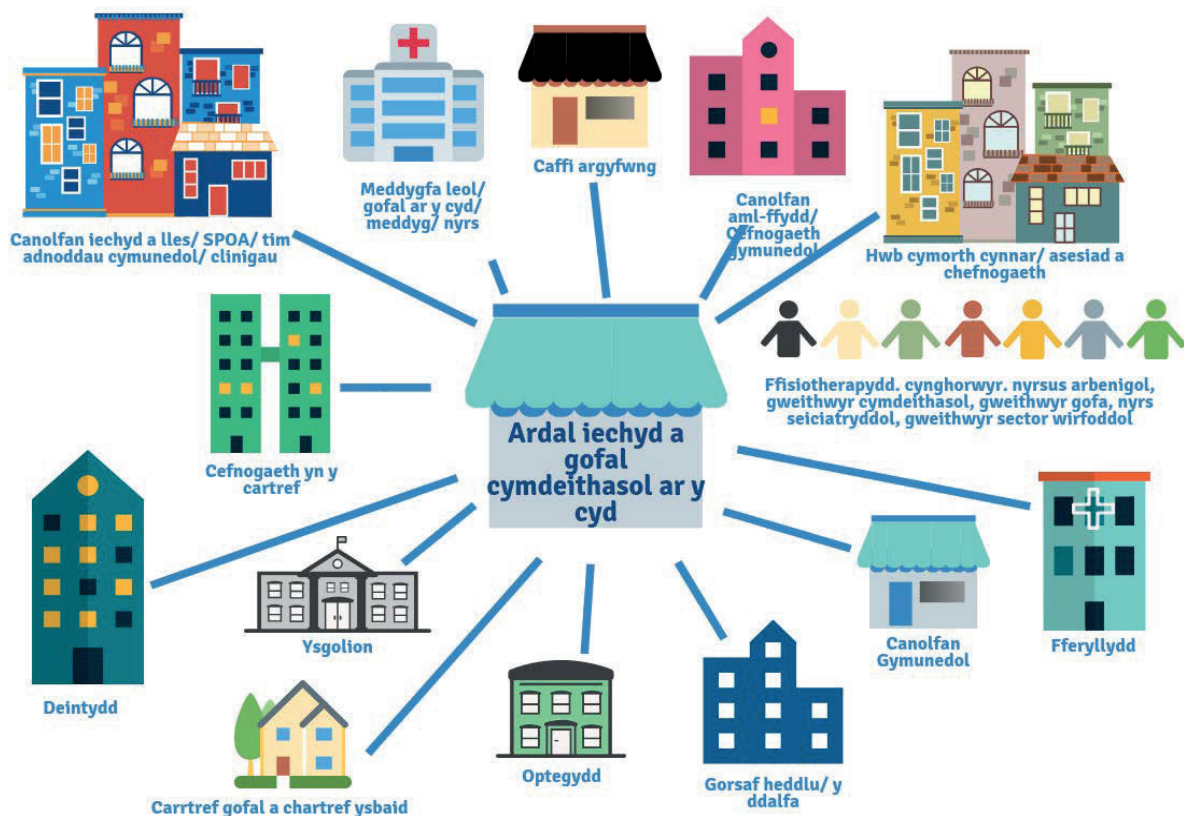 Canolfan iechyd a lles/ SPOA/ tim
adnoddau cymunedol/ clinigau
Meddygfa leol/
gofal ar y cyd/
meddyg/ nyrs
Caffi argyfwng
Canolfan
aml-ffydd/
Cefnogaeth
gymunedol
Hwb cymorth cynnar/ asesiad a
chefnogaeth
Ffisiotherapydd. cynghorwyr. nyrsus arbenigol,
gweithwyr cymdeithasol, gweithwyr gofa, nyrs
seiciatryddol, gweithwyr sector wirfoddol
Cefnogaeth yn y
cartref
Ardal iechyd a
gofal
cymdeithasol ar y
cyd
Deintydd
Ysgolion
Carrtref gofal a chartref ysbaid
Optegydd
Gorsaf heddlu/ y
ddalfa
Canolfan
Gymunedol
Fferyllydd